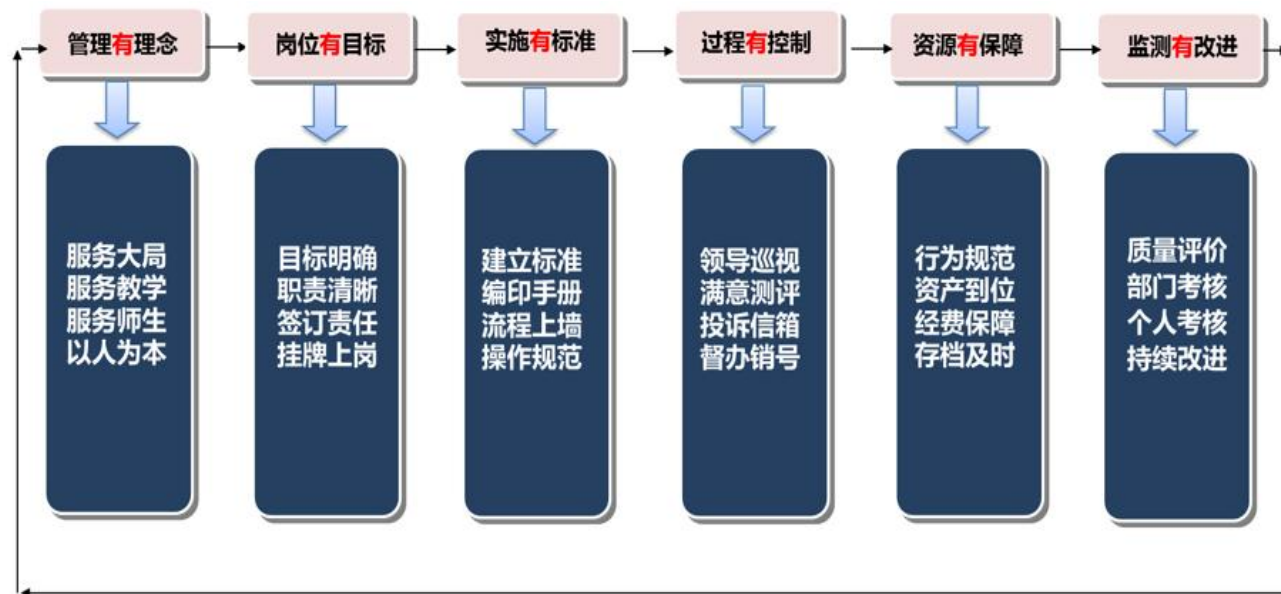 管理有理念
岗位有目标
实施有标准
过程有控制
资源有保障
监测有改进
服务大局
服务教学
服务师生
以人为本
目标明确
职责清晰
签订责任
挂牌上岗
建立标准
编印手册
流程上墙
操作规范
领导巡视
满意测评
投诉信箱
督办销号
行为规范
资产到位
经费保障
存档及时
质量评价
部门考核
个人考核
持续改进